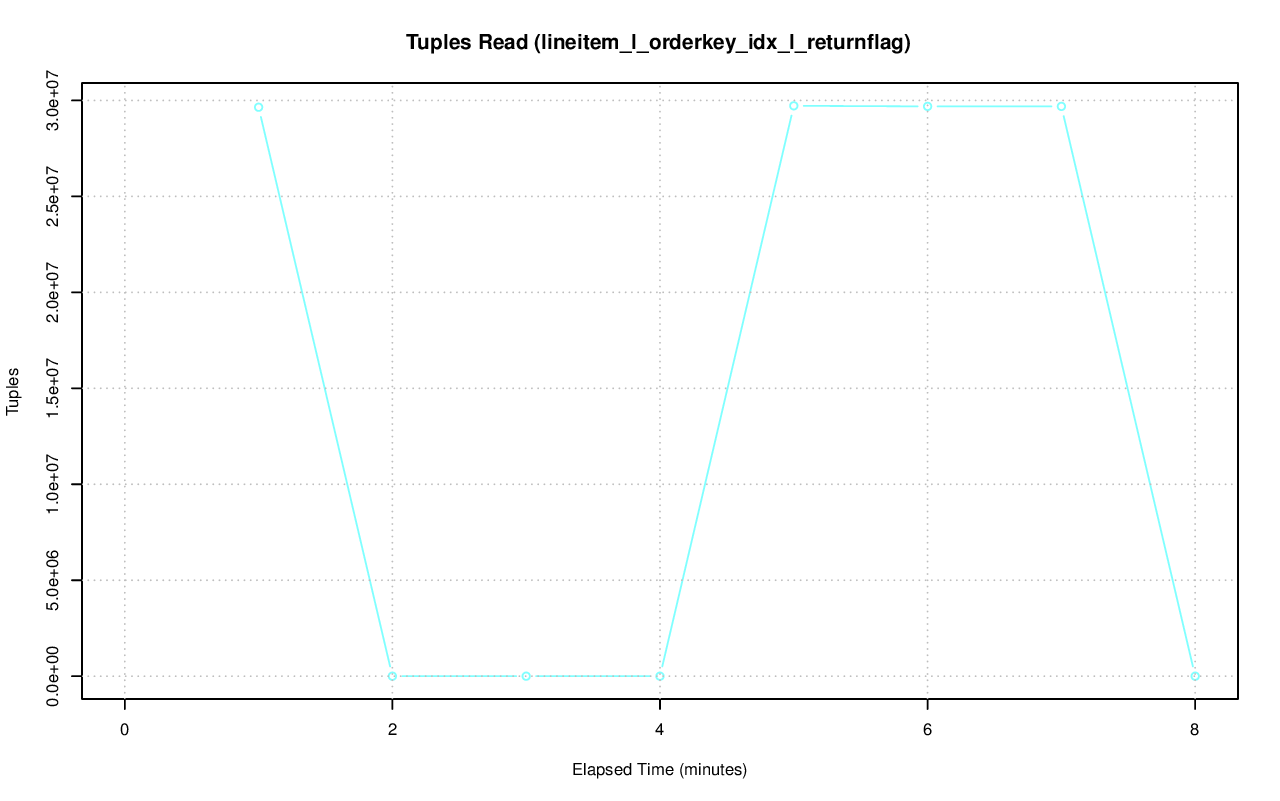 Tuples Read (lineitem_l_orderkey_idx_l_returnflag)
3.0e+07
2.5e+07
2.0e+07
1.5e+07
1.0e+07
5.0e+06
0.0e+00
Tuples
0 2 4 6 8
Elapsed Time (minutes)